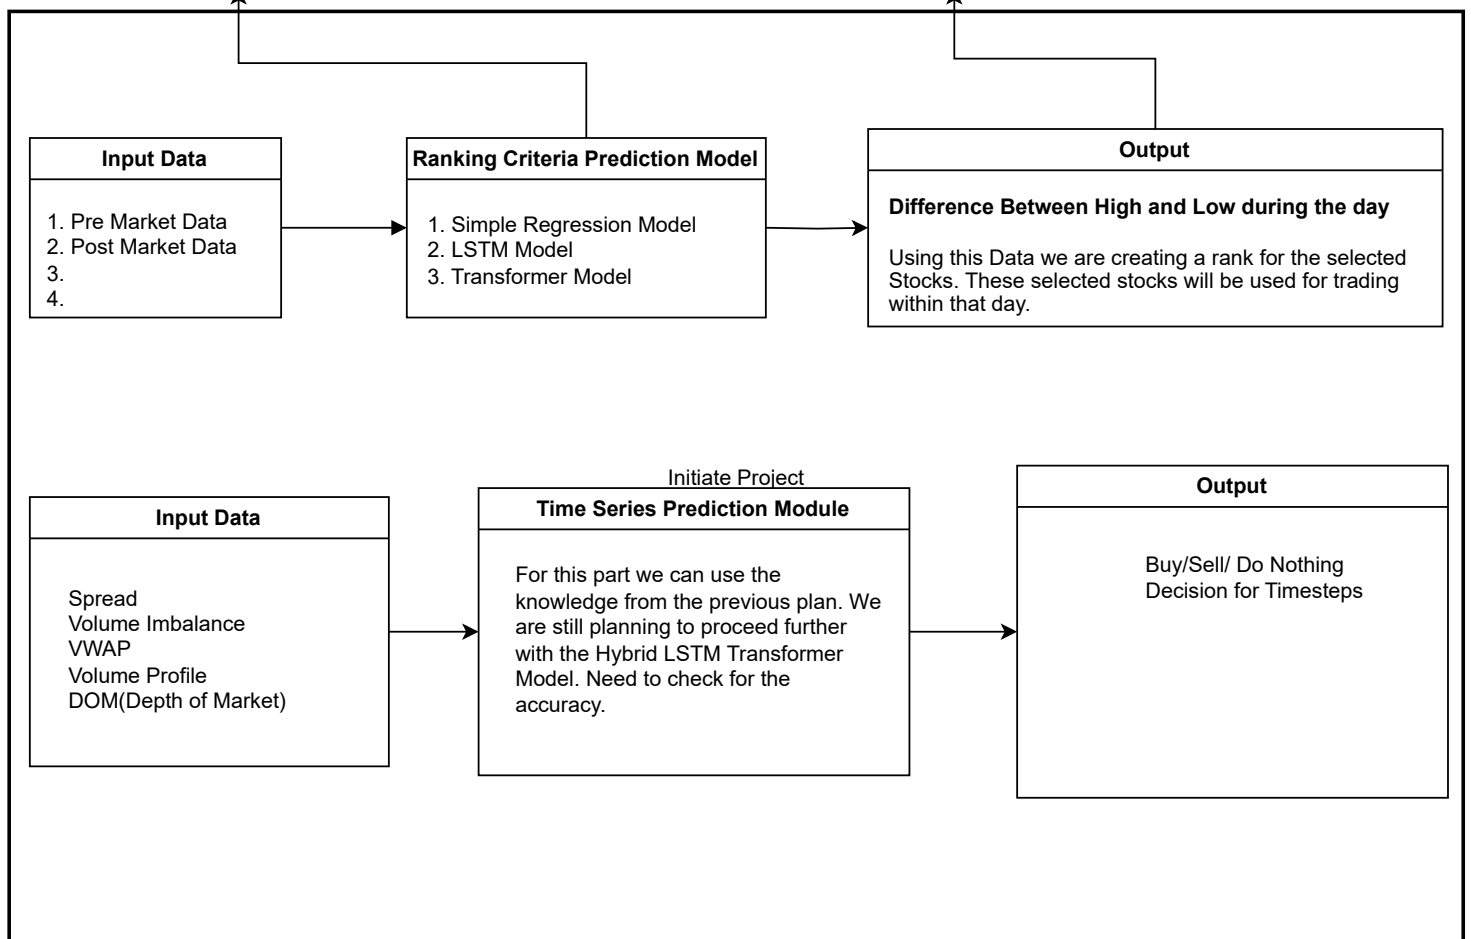 Input Data
1. Pre Market Data
2. Post Market Data
3.
4.
Ranking Criteria Prediction Model
1. Simple Regression Model
2. LSTM Model
3. Transformer Model
Output
Difference Between High and Low during the day
Using this Data we are creating a rank for the selected
Stocks. These selected stocks will be used for trading
within that day.
Input Data
Spread
Volume Imbalance
VWAP
Volume Profile
DOM(Depth of Market)
Initiate Project
Time Series Prediction Module
For this part we can use the
knowledge from the previous plan. We
are still planning to proceed further
with the Hybrid LSTM Transformer
Model. Need to check for the
accuracy.
Output
Buy/Sell/ Do Nothing
Decision for Timesteps